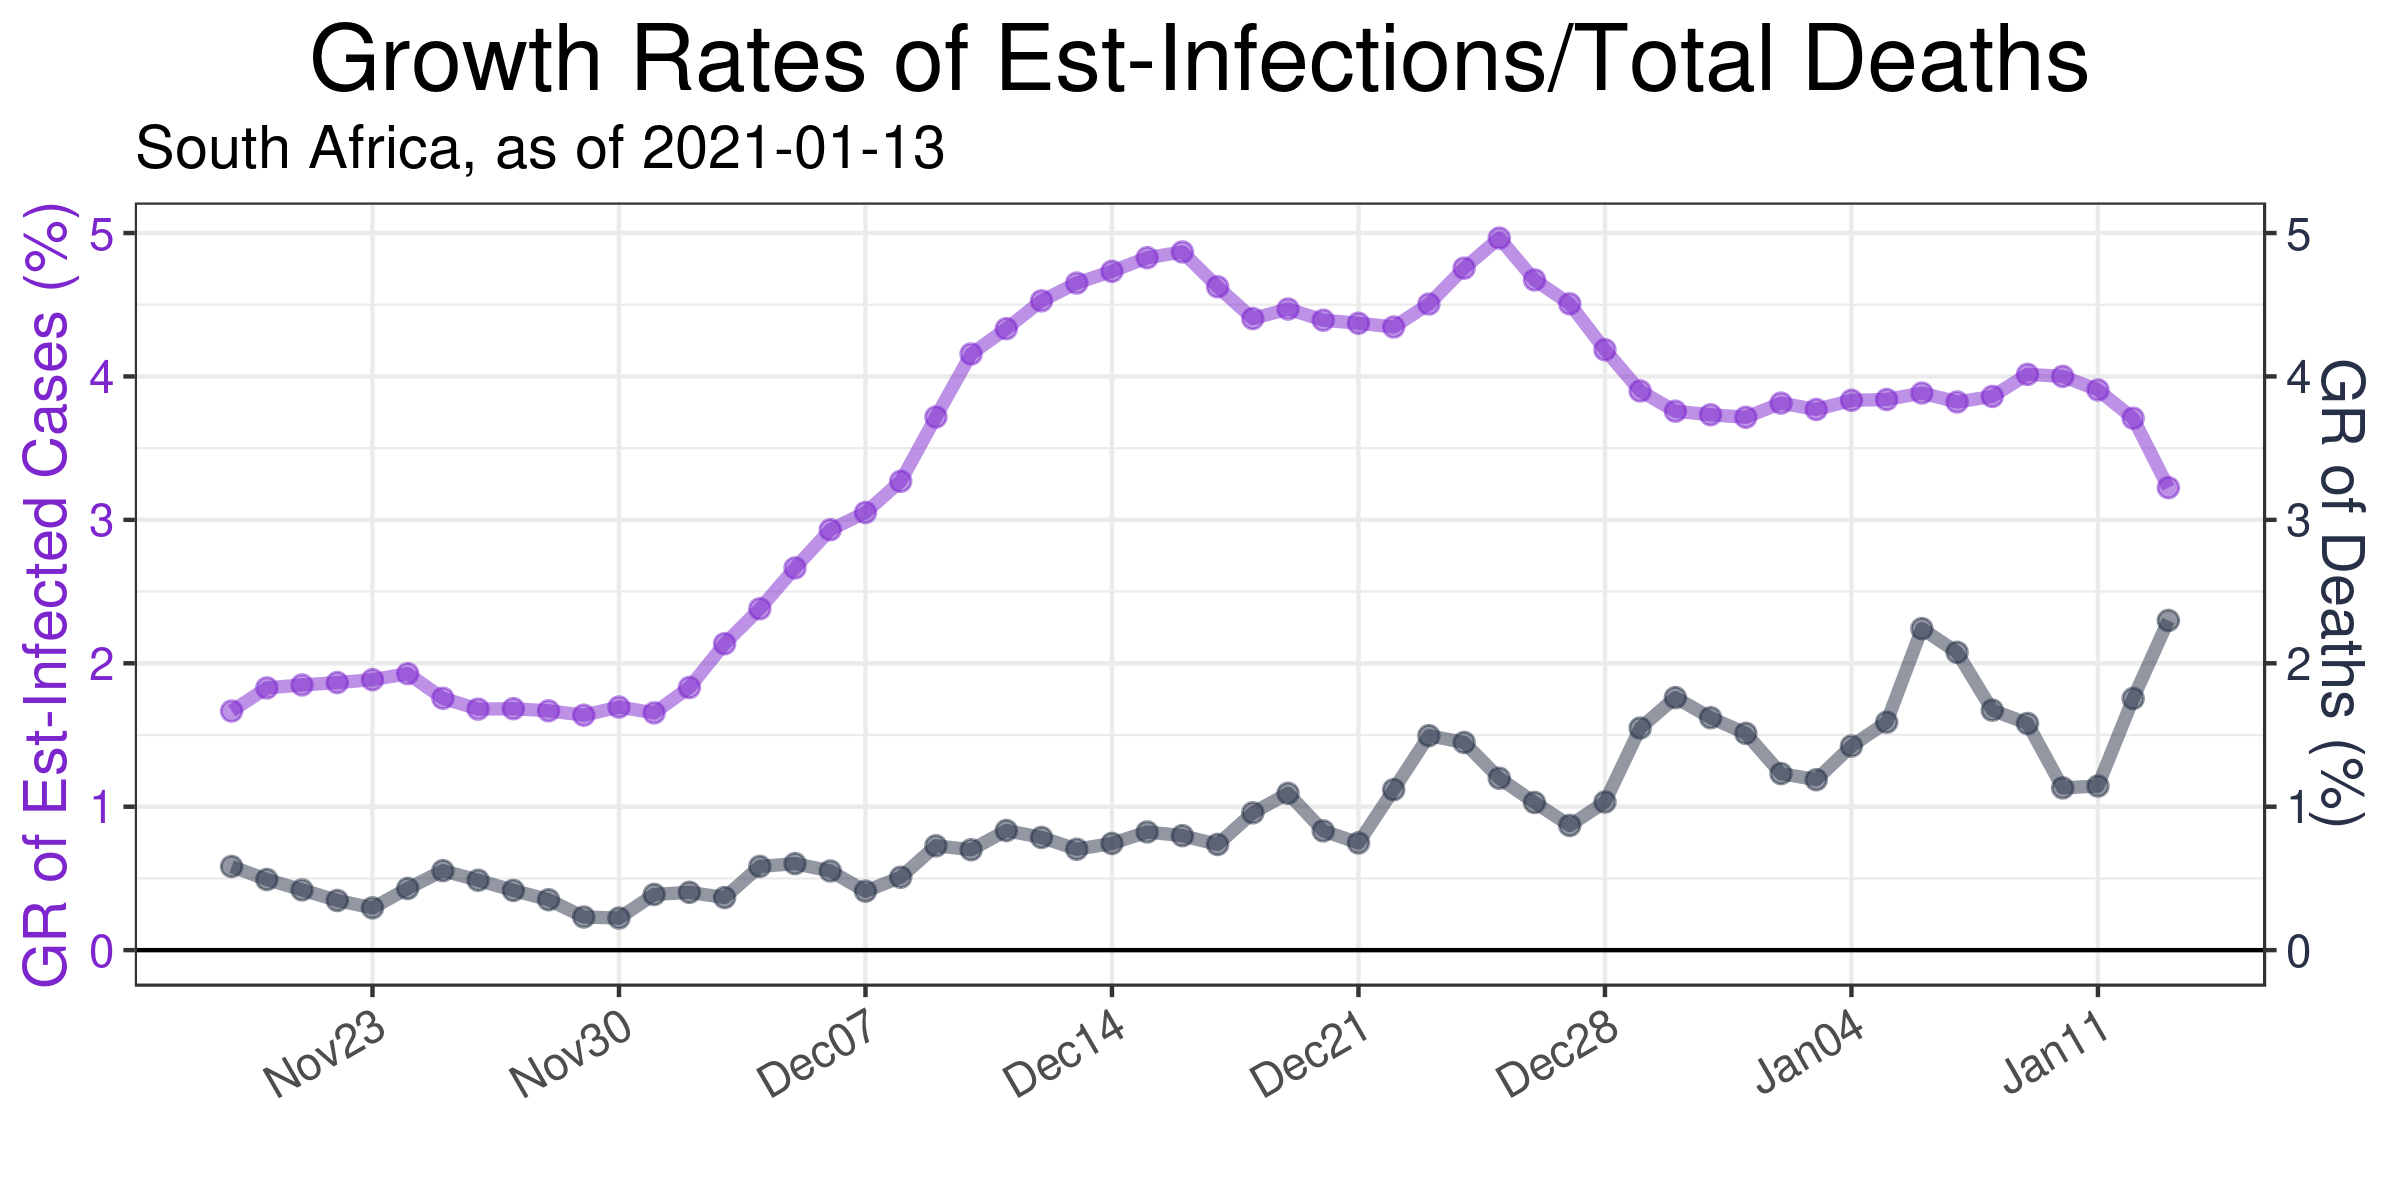 Growth Rates of Est-Infections/Total Deaths
South Africa, as of 2021-01-13
GR of Est-Infected Cases (%)
5
4
3
2
1
0
5
4
3
2
1
0
GR of Deaths (%)
Nov23
Nov30
Dec07
Dec14
Dec21
Dec28
Jan04
Jan11